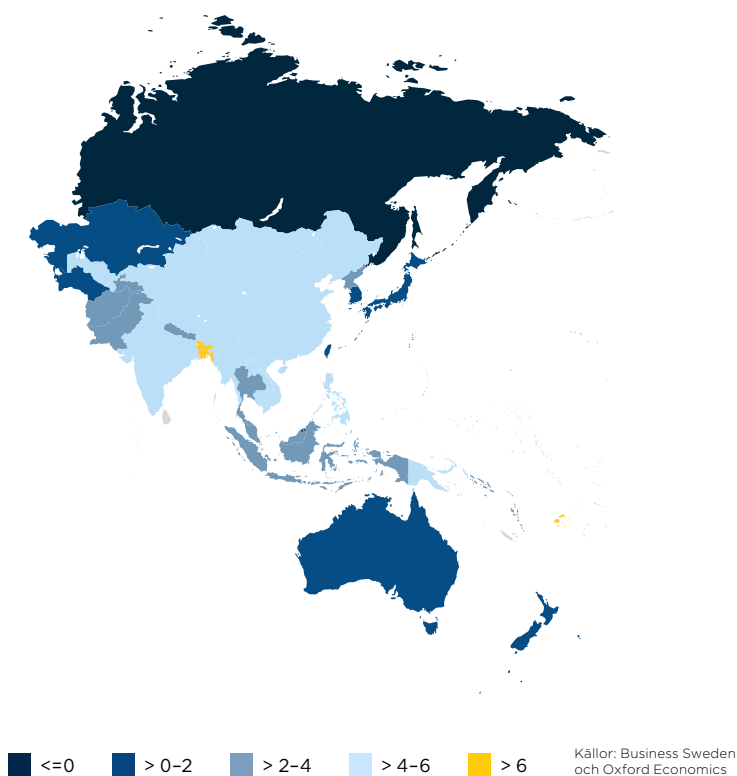 <=0
> 0–2
> 2–4
> 4–6
> 6
Källor: Business Sweden
och Oxford Economics